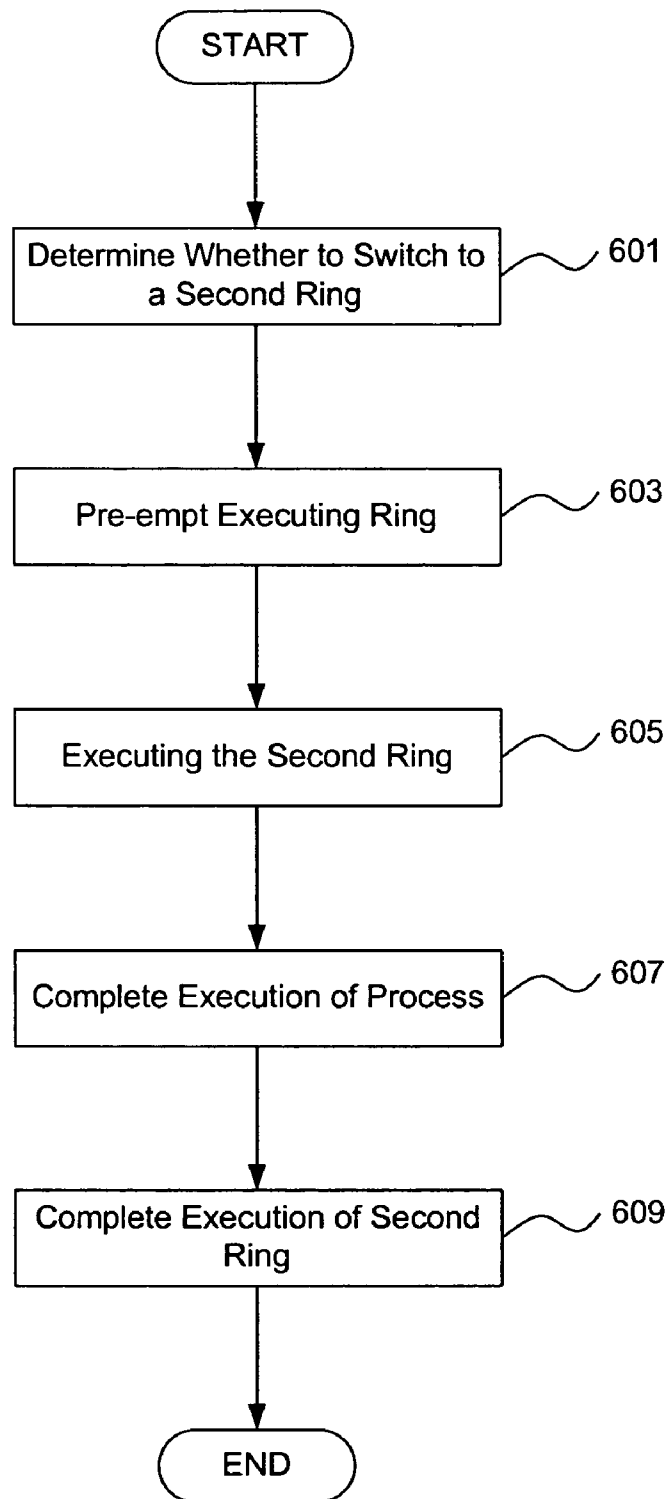 START
Determine Whether to Switch to
a Second Ring
601
Pre-empt Executing Ring
603
Executing the Second Ring
605
Complete Execution of Process
607
Complete Execution of Second
Ring
609
END